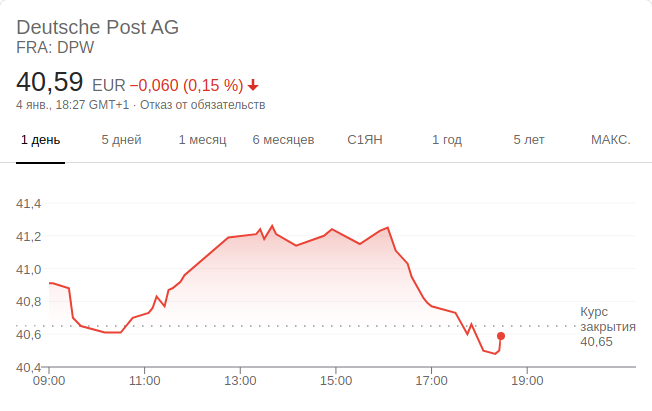 Deutsche Post AG
FRA: DPW
40,59 EUR −0,060 (0,15 %)
4 янв., 18:27 GMT+1 · Отказ от обязательств
1 день 5 дней 1 месяц 6 месяцев С1ЯН 1 год 5 лет МАКС.
41,4
41,2
41,0
40,8
Курс
закрытия
40,65
40,6
40,4
09:00 11:00 13:00 15:00 17:00 19:00